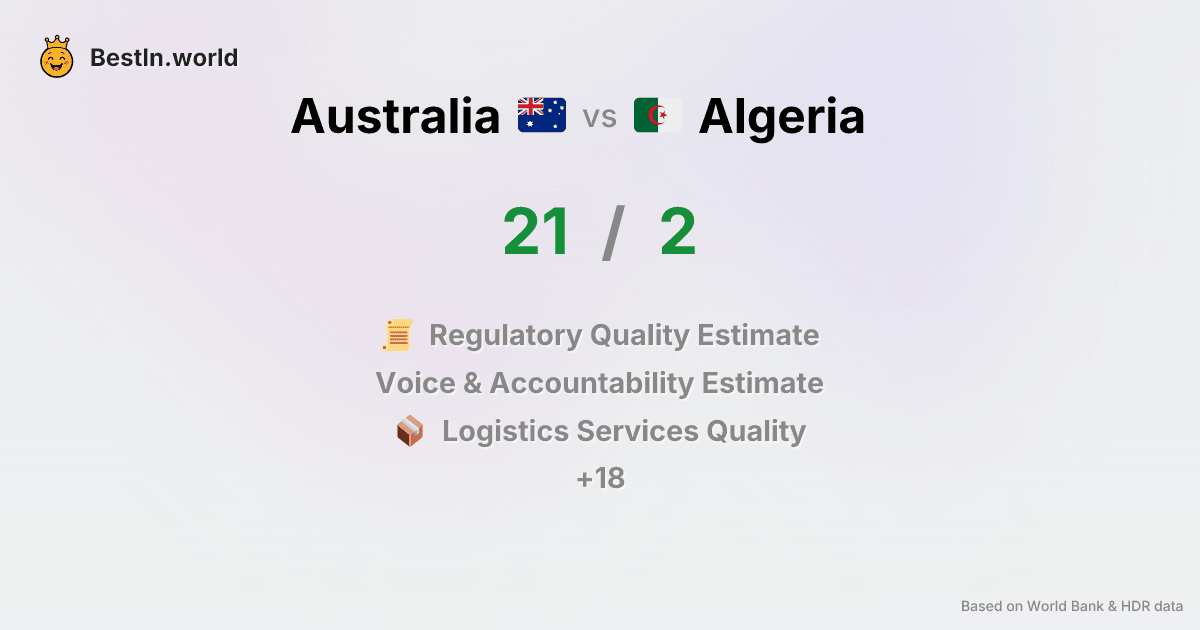 BestIn.world
Australia vs Algeria
21 / 2
Regulatory Quality Estimate
Voice & Accountability Estimate
Logistics Services Quality
+18
Based on World Bank & HDR data